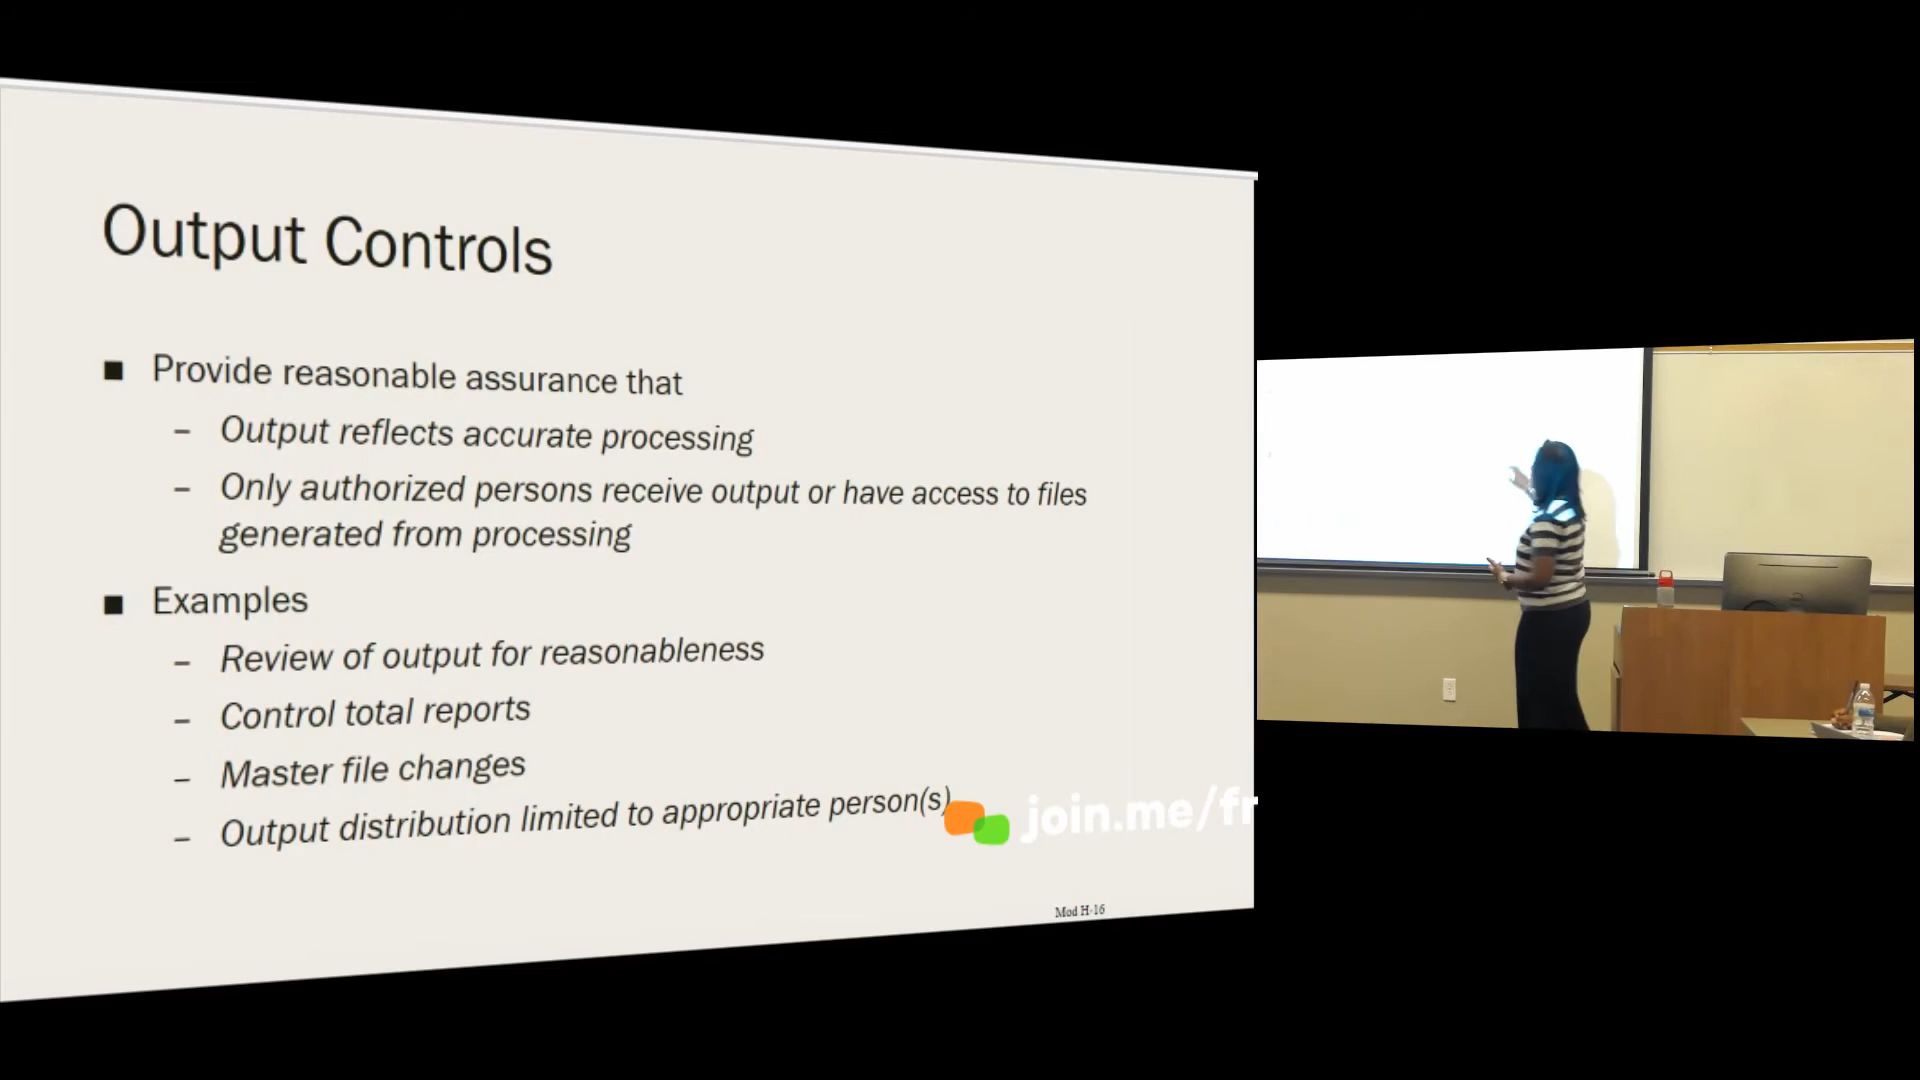 Output Controls
■ Provide reasonable assurance that
– Output reflects accurate processing
– Only authorized persons receive output or have access to files
generated from processing
■ Examples
– Review of output for reasonableness
– Control total reports
– Master file changes
– Output distribution limited to appropriate person(s)
join.me/fr
Mod H-16